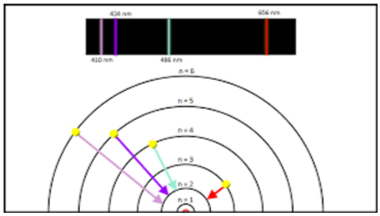 434 nm
656 nm
410 nm
486 nm
n = 6
n = 5
n = 4
n = 3
n = 2
n = 1